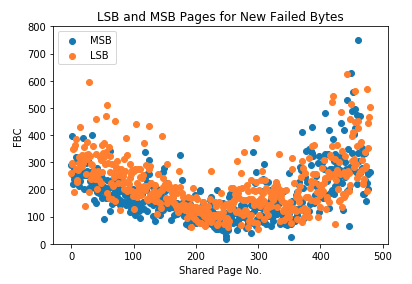 LSB and MSB Pages for New Failed Bytes
800
700
600
500
400
300
200
100
0
FBC
MSB
LSB
0 100 200 300 400 500
Shared Page No.